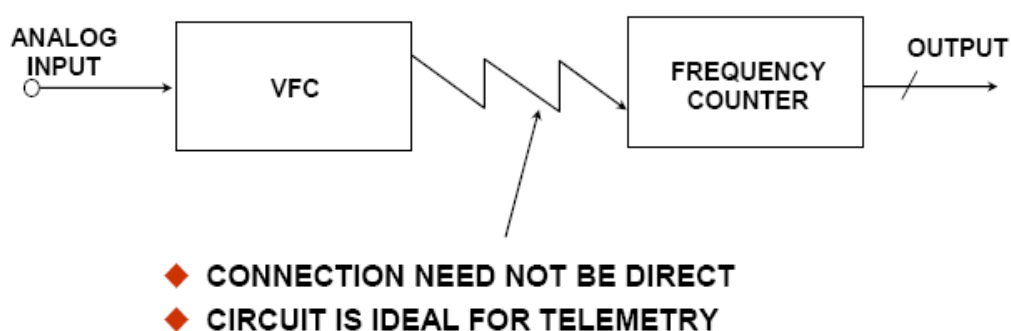 ANALOG
INPUT
VFC
FREQUENCY
COUNTER
OUTPUT
CONNECTION NEED NOT BE DIRECT
CIRCUIT IS IDEAL FOR TELEMETRY